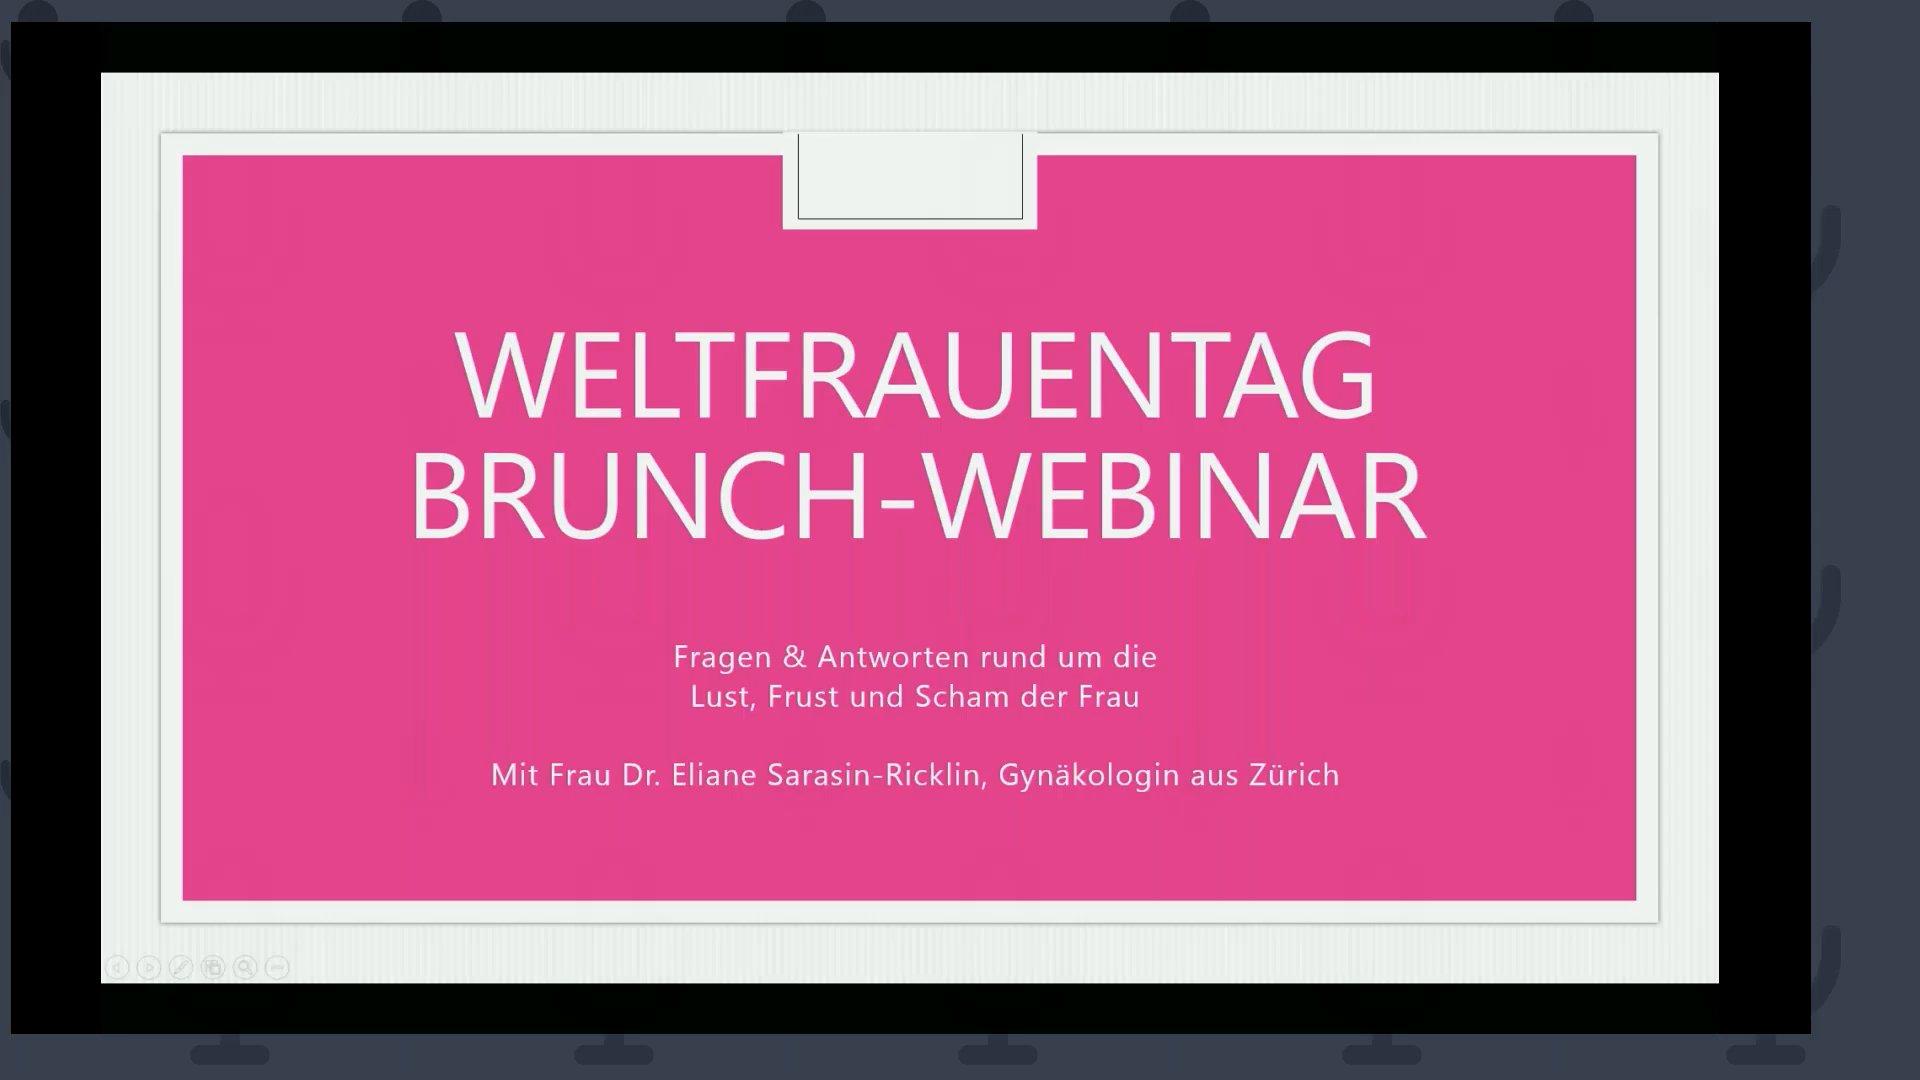 WELTFRAUENTAG
BRUNCH-WEBINAR
Fragen & Antworten rund um die
Lust, Frust und Scham der Frau
Mit Frau Dr. Eliane Sarasin-Ricklin, Gynäkologin aus Zürich